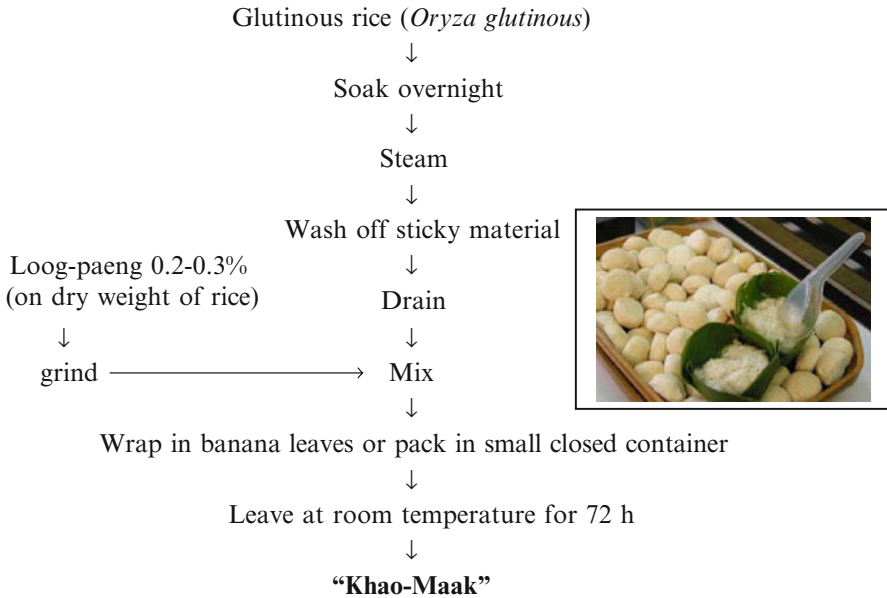 Glutinous rice (Oryza glutinous)
↓
Soak overnight
↓
Steam
↓
Wash off sticky material
Loog-paeng 0.2-0.3%
(on dry weight of rice)
↓
Drain
↓
↓
grind → Mix
↓
Wrap in banana leaves or pack in small closed container
↓
Leave at room temperature for 72 h
↓
“Khao-Maak”